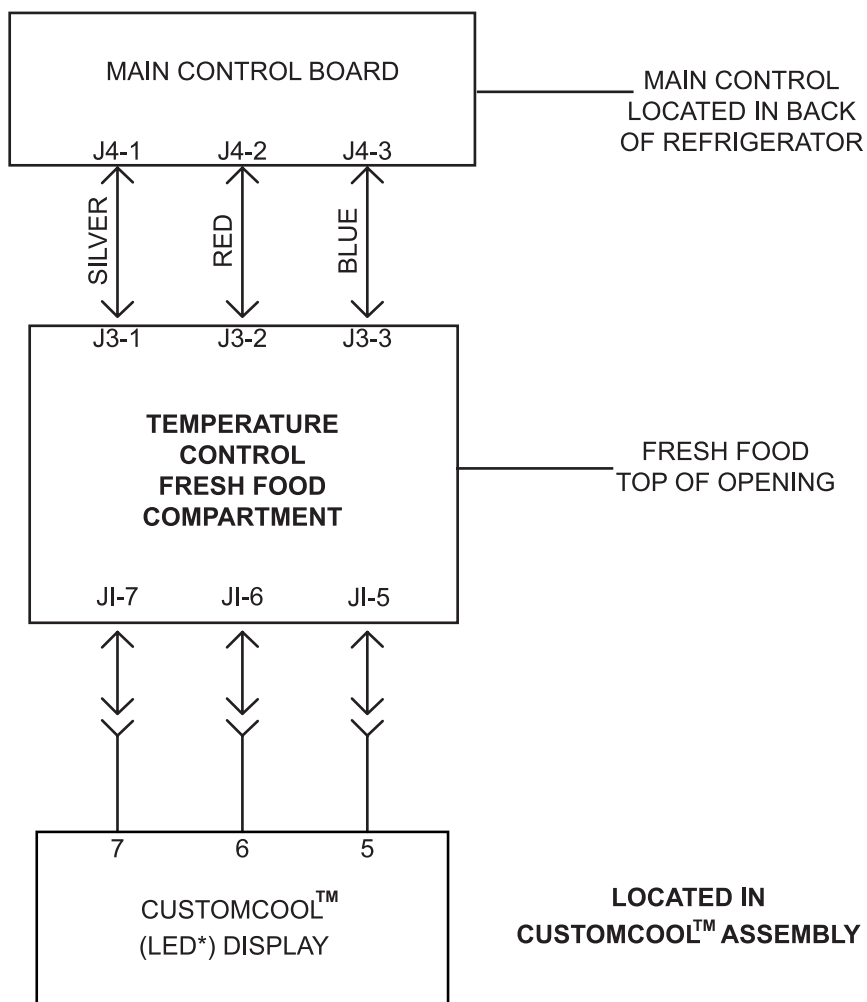 MAIN CONTROL BOARD
MAIN CONTROL
LOCATED IN BACK
OF REFRIGERATOR
J4-1 J4-2 J4-3
SILVER RED BLUE
J3-1 J3-2 J3-3
TEMPERATURE
CONTROL
FRESH FOOD
COMPARTMENT
FRESH FOOD
TOP OF OPENING
JI-7 JI-6 JI-5
7 6 5
CUSTOMCOOL™
(LED*) DISPLAY
LOCATED IN
CUSTOMCOOL™ ASSEMBLY